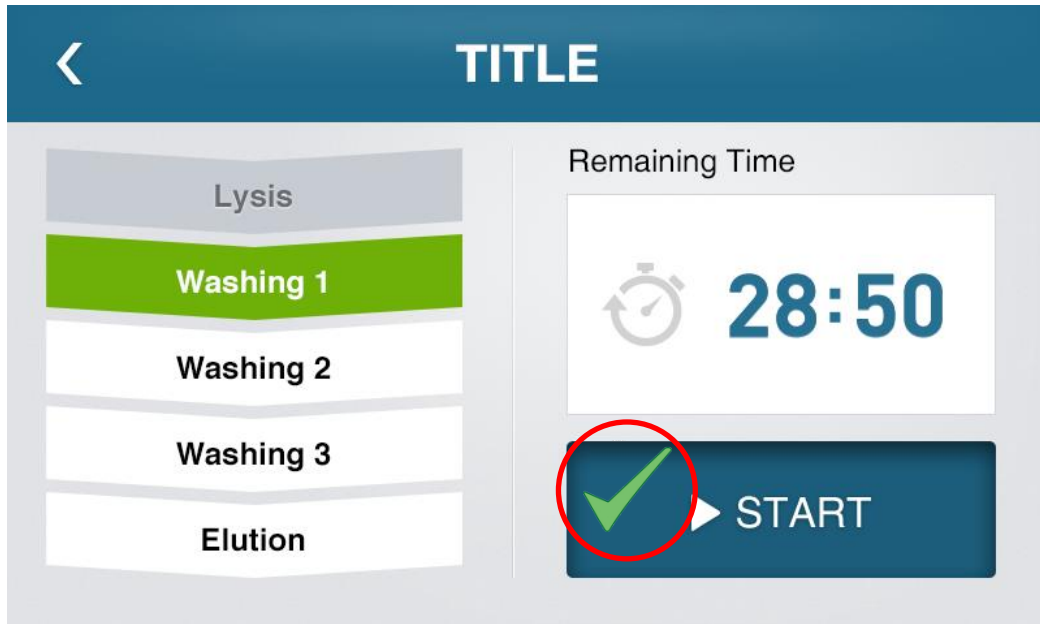 TITLE
Lysis
Washing 1
Washing 2
Washing 3
Elution
Remaining Time
28:50
START